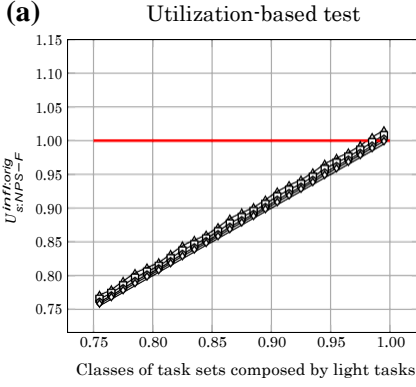 (a)
Utilization-based test
1.15
1.10
1.05
1.00
0.95
0.90
0.85
0.80
0.75
U^{infl:orig}_{s:NPS-F}
0.75 0.80 0.85 0.90 0.95 1.00
Classes of task sets composed by light tasks